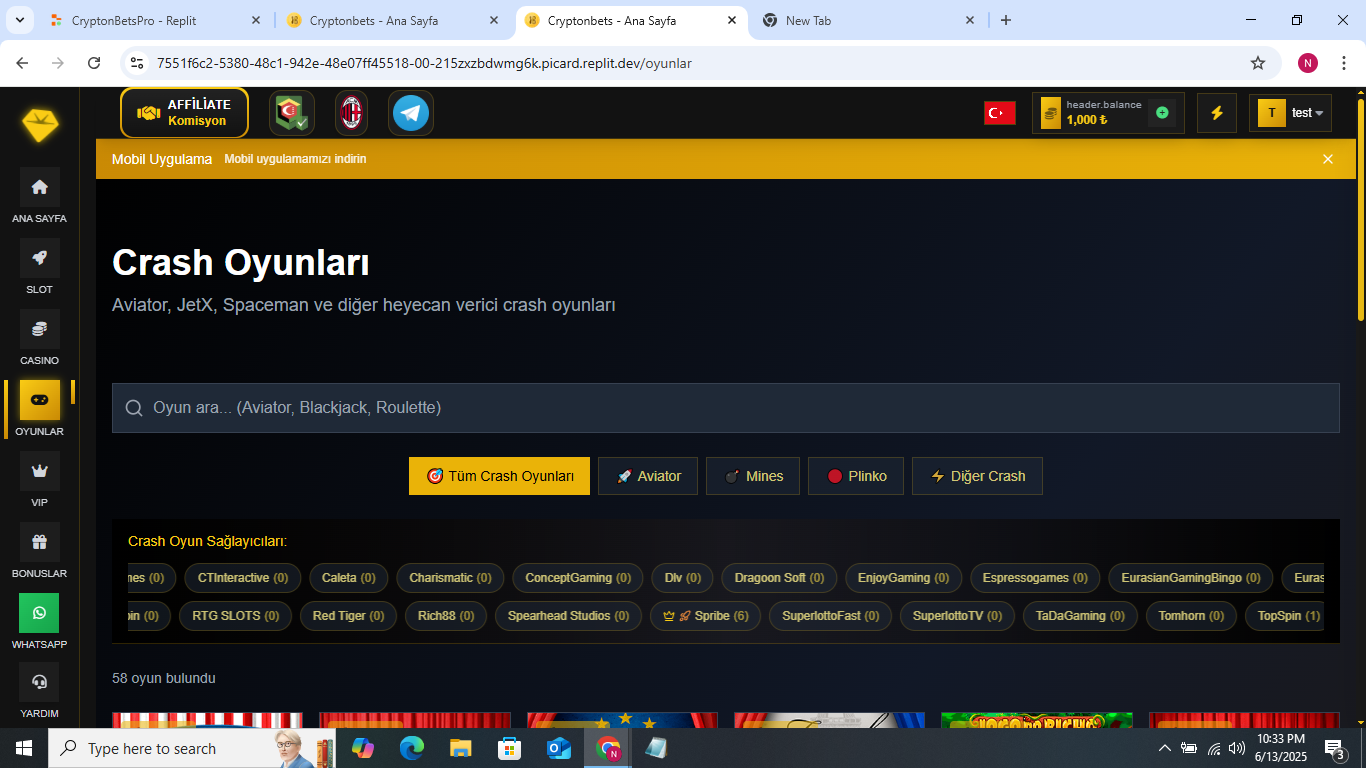 CryptonBetsPro - Replit
Cryptonbets - Ana Sayfa
Cryptonbets - Ana Sayfa
New Tab
7551f6c2-5380-48c1-942e-48e07ff45518-00-215zxzbdwmg6k.picard.replit.dev/oyunlar
N
AFFİLİATE
Komisyon
header.balance
1,000 ₺
T
test
Mobil Uygulama Mobil uygulamamızı indirin
ANA SAYFA
SLOT
CASINO
OYUNLAR
VIP
BONUSLAR
WHATSAPP
YARDIM
Crash Oyunları
Aviator, JetX, Spaceman ve diğer heyecan verici crash oyunları
Oyun ara... (Aviator, Blackjack, Roulette)
Tüm Crash Oyunları
Aviator
Mines
Plinko
Diğer Crash
Crash Oyun Sağlayıcıları:
nes (0) CTInteractive (0) Caleta (0) Charismatic (0) ConceptGaming (0) Dlv (0) Dragoon Soft (0) EnjoyGaming (0) Espressogames (0) EurasianGamingBingo (0) Euras
pin (0) RTG SLOTS (0) Red Tiger (0) Rich88 (0) Spearhead Studios (0) Spribe (6) SuperlottoFast (0) SuperlottoTV (0) TaDaGaming (0) Tomhorn (0) TopSpin (1)
58 oyun bulundu
Type here to search
N
10:33 PM
6/13/2025
3